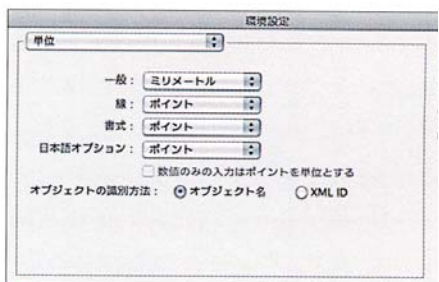 環境設定
単位
一般： ミリメートル
線： ポイント
書式： ポイント
日本語オプション： ポイント
数値のみの入力はポイントを単位とする
オブジェクトの識別方法： オブジェクト名 XML ID